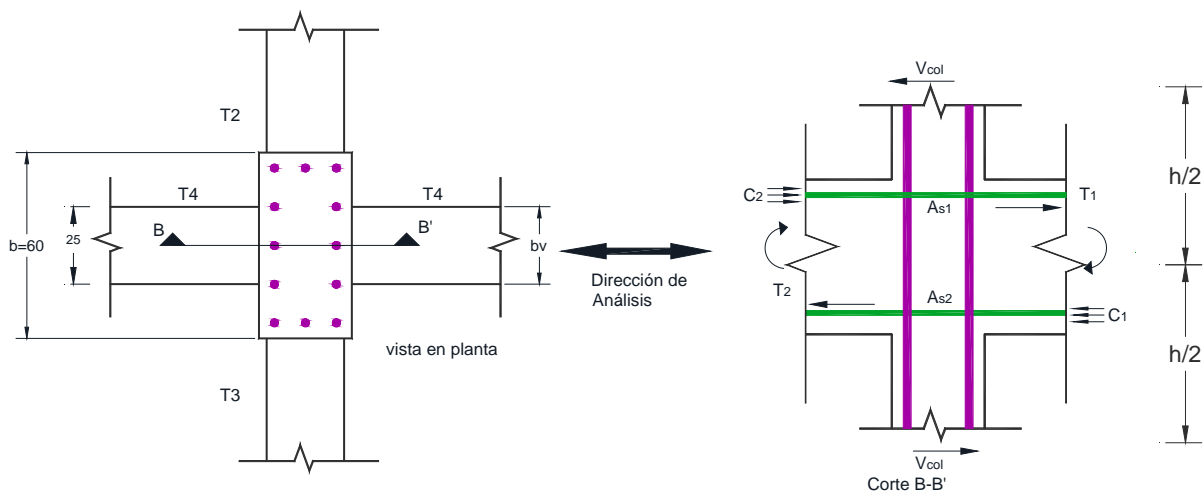 T2
b=60
25
T4
T4
B
B'
bv
T3
vista en planta
Dirección de
Análisis
Vcol
C2
As1
T1
T2
As2
C1
Vcol
Corte B-B'
h/2
h/2